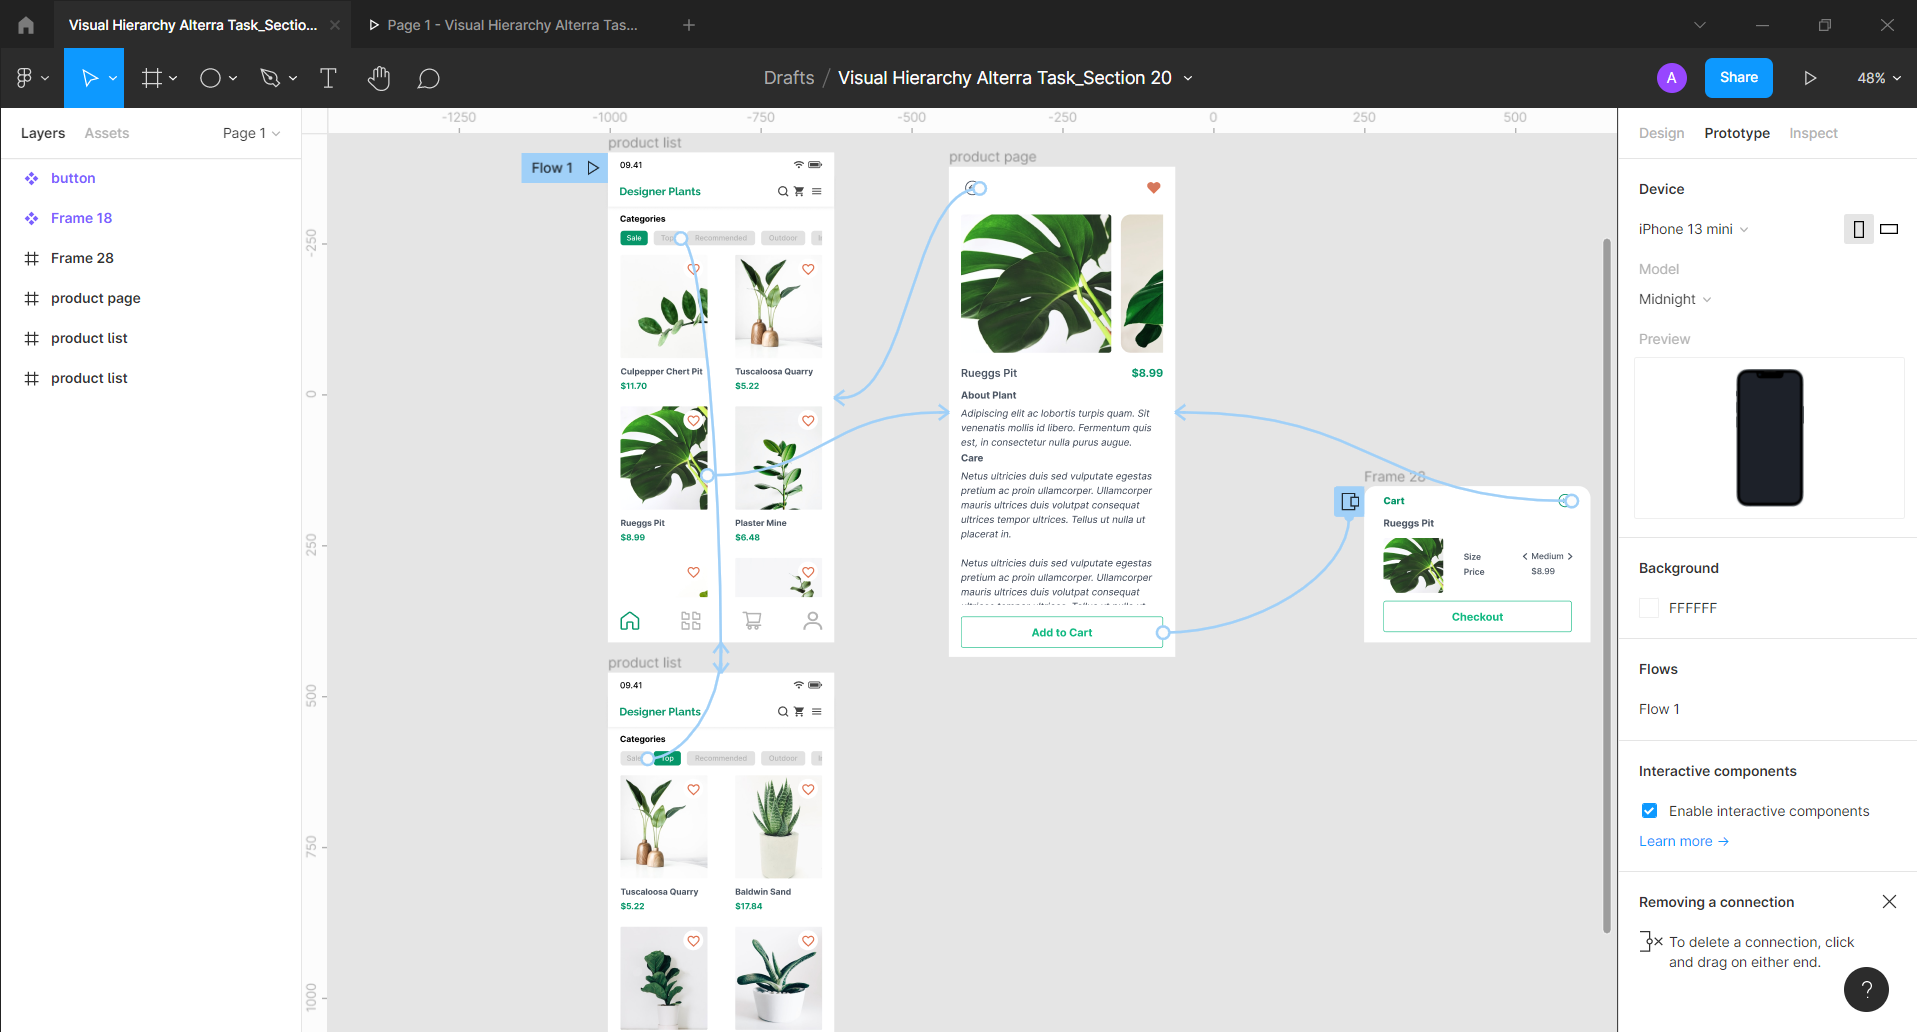 Visual Hierarchy Alterra Task_Sectio...
Page 1 - Visual Hierarchy Alterra Tas...
Drafts / Visual Hierarchy Alterra Task_Section 20
A
Share
48%
Layers
Assets
Page 1
button
Frame 18
Frame 28
product page
product list
product list
-1250
-1000
-750
-500
-250
0
250
500
-250
0
250
500
750
1000
Flow 1
product list
09.41
Designer Plants
Categories
Sale
Top
Recommended
Outdoor
Culpepper Chert Pit
$11.70
Tuscaloosa Quarry
$5.22
Rueggs Pit
$8.99
Plaster Mine
$6.48
product list
09.41
Designer Plants
Categories
Sale
Top
Recommended
Outdoor
Tuscaloosa Quarry
$5.22
Baldwin Sand
$17.84
product page
Rueggs Pit
$8.99
About Plant
Adipiscing elit ac lobortis turpis quam. Sit
venenatis mollis id libero. Fermentum quis
est, in consectetur nulla purus augue.
Care
Netus ultricies duis sed vulputate egestas
pretium ac proin ullamcorper. Ullamcorper
mauris ultrices duis volutpat consequat
ultrices tempor ultrices. Tellus ut nulla ut
placerat in.
Netus ultricies duis sed vulputate egestas
pretium ac proin ullamcorper. Ullamcorper
mauris ultrices duis volutpat consequat
ultrices tempor ultrices. Tellus ut nulla ut
Add to Cart
Frame 28
Cart
Rueggs Pit
Size
Medium
Price
$8.99
Checkout
Design
Prototype
Inspect
Device
iPhone 13 mini
Model
Midnight
Preview
Background
FFFFFF
Flows
Flow 1
Interactive components
Enable interactive components
Learn more →
Removing a connection
To delete a connection, click
and drag on either end.
?